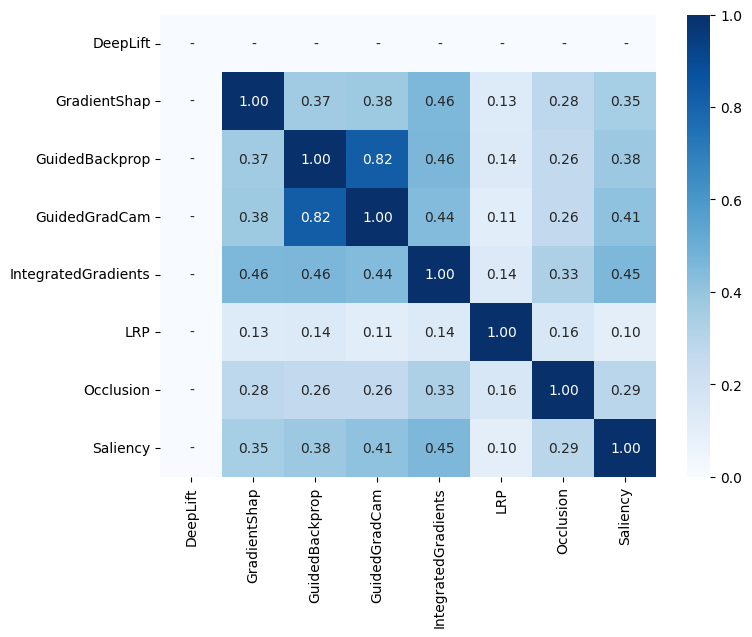 DeepLift - - - - - - - -
GradientShap - 1.00 0.37 0.38 0.46 0.13 0.28 0.35
GuidedBackprop - 0.37 1.00 0.82 0.46 0.14 0.26 0.38
GuidedGradCam - 0.38 0.82 1.00 0.44 0.11 0.26 0.41
IntegratedGradients - 0.46 0.46 0.44 1.00 0.14 0.33 0.45
LRP - 0.13 0.14 0.11 0.14 1.00 0.16 0.10
Occlusion - 0.28 0.26 0.26 0.33 0.16 1.00 0.29
Saliency - 0.35 0.38 0.41 0.45 0.10 0.29 1.00
DeepLift
GradientShap
GuidedBackprop
GuidedGradCam
IntegratedGradients
LRP
Occlusion
Saliency
1.0
0.8
0.6
0.4
0.2
0.0